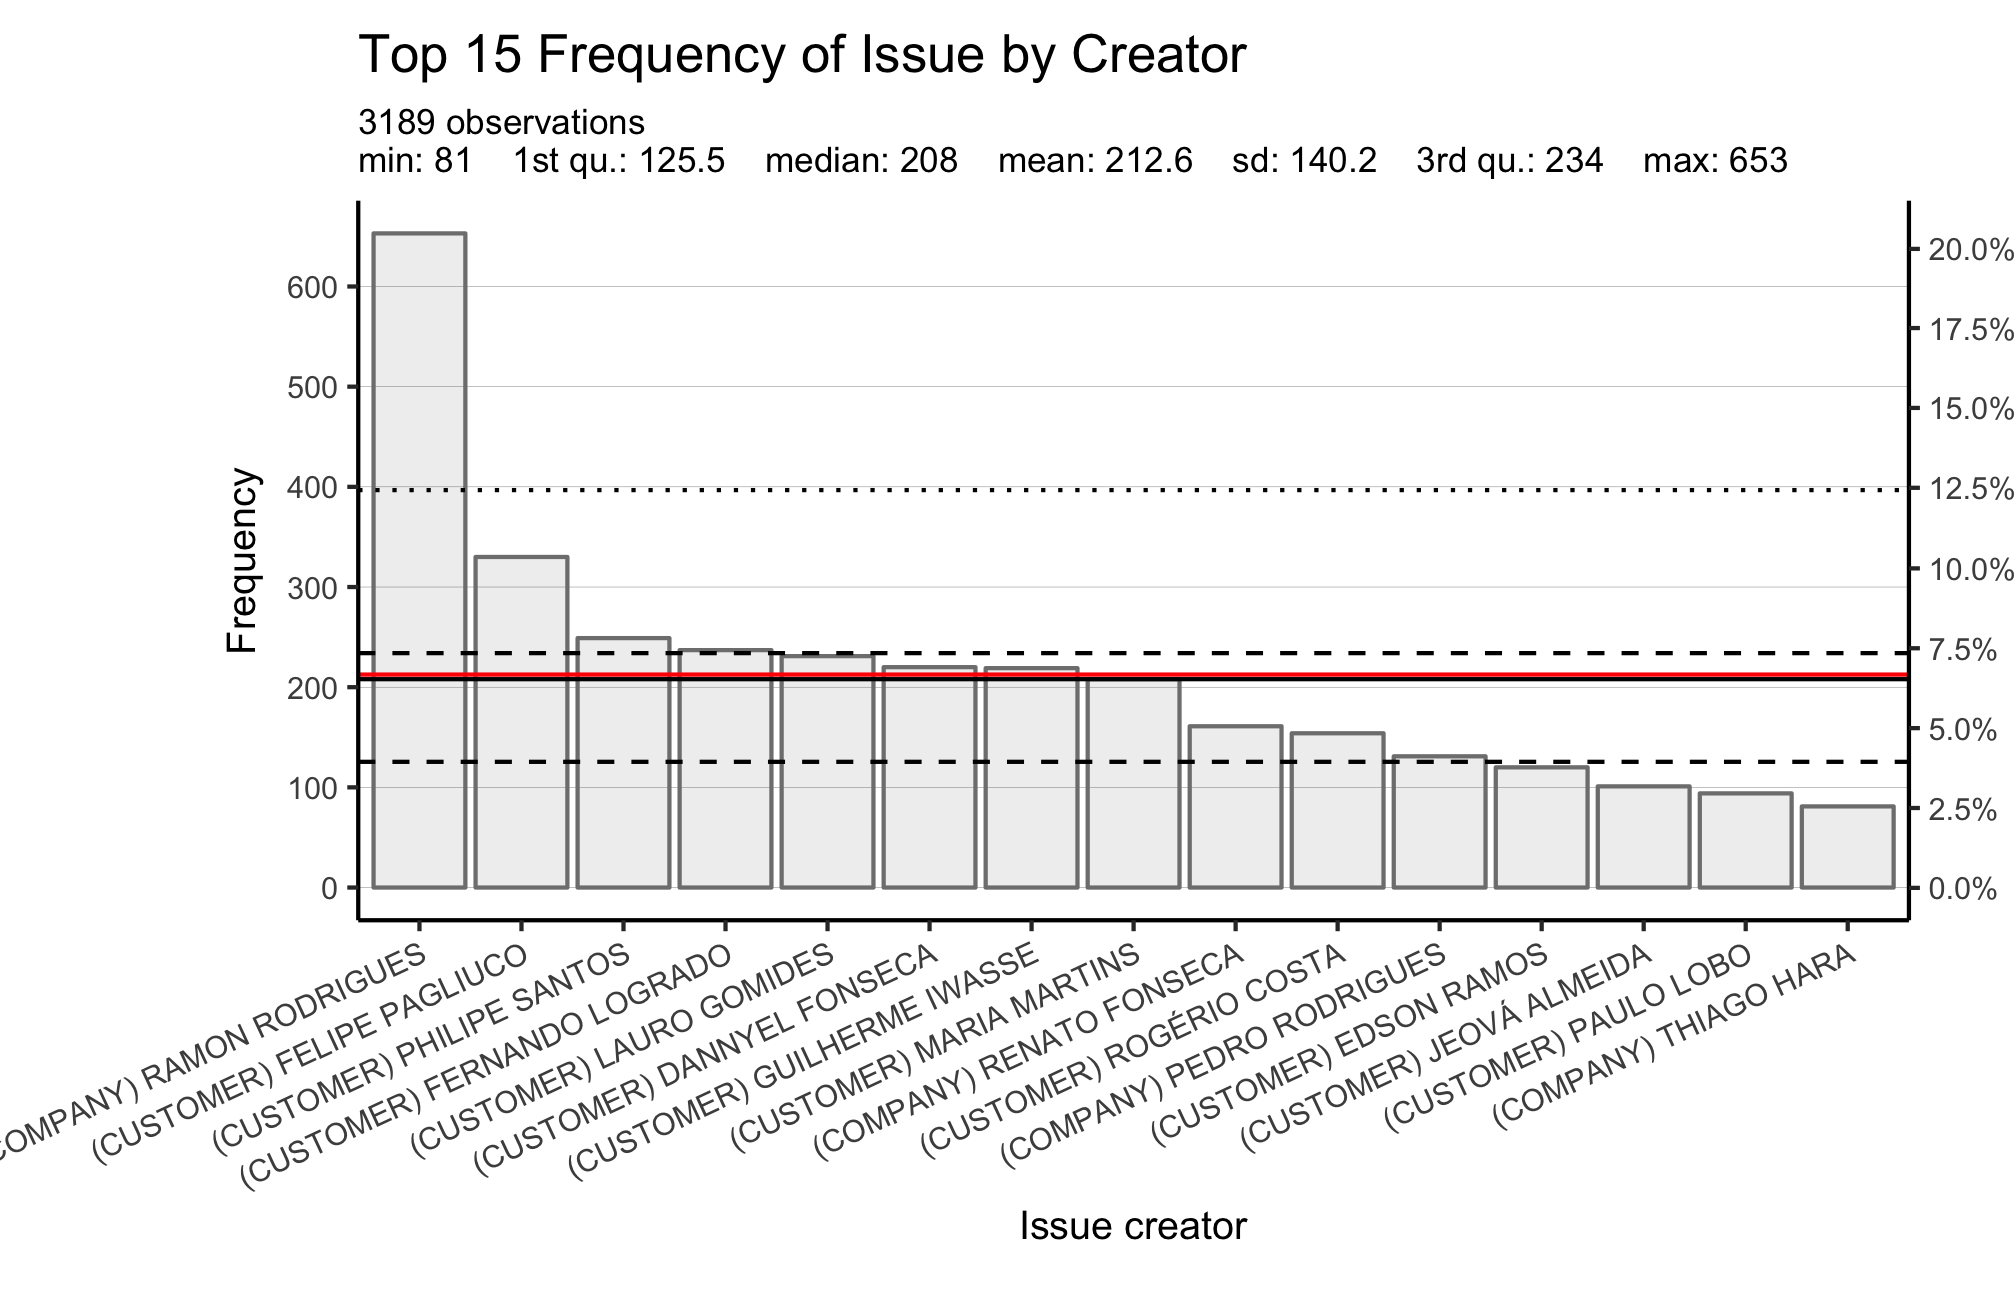 Top 15 Frequency of Issue by Creator
3189 observations
min: 81 1st qu.: 125.5 median: 208 mean: 212.6 sd: 140.2 3rd qu.: 234 max: 653
Frequency
600
500
400
300
200
100
0
20.0%
17.5%
15.0%
12.5%
10.0%
7.5%
5.0%
2.5%
0.0%
OMPANY) RAMON RODRIGUES
(CUSTOMER) FELIPE PAGLIUCO
(CUSTOMER) PHILIPE SANTOS
(CUSTOMER) FERNANDO LOGRADO
(CUSTOMER) LAURO GOMIDES
(CUSTOMER) DANNYEL FONSECA
(CUSTOMER) GUILHERME IWASSE
(CUSTOMER) MARIA MARTINS
(COMPANY) RENATO FONSECA
(CUSTOMER) ROGÉRIO COSTA
(COMPANY) PEDRO RODRIGUES
(CUSTOMER) EDSON RAMOS
(CUSTOMER) JEOVÁ ALMEIDA
(CUSTOMER) PAULO LOBO
(COMPANY) THIAGO HARA
Issue creator